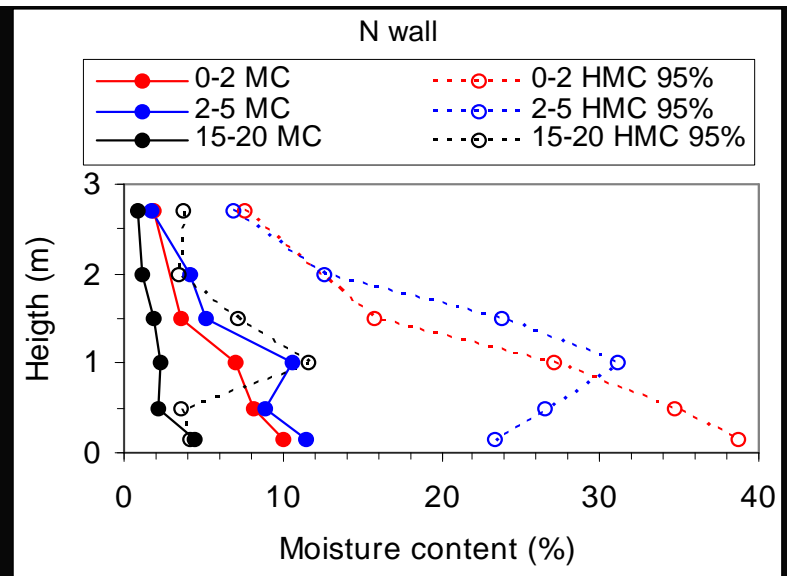 N wall
0-2 MC 0-2 HMC 95%
2-5 MC 2-5 HMC 95%
15-20 MC 15-20 HMC 95%
3
2
1
0
Heigth (m)
0 10 20 30 40
Moisture content (%)